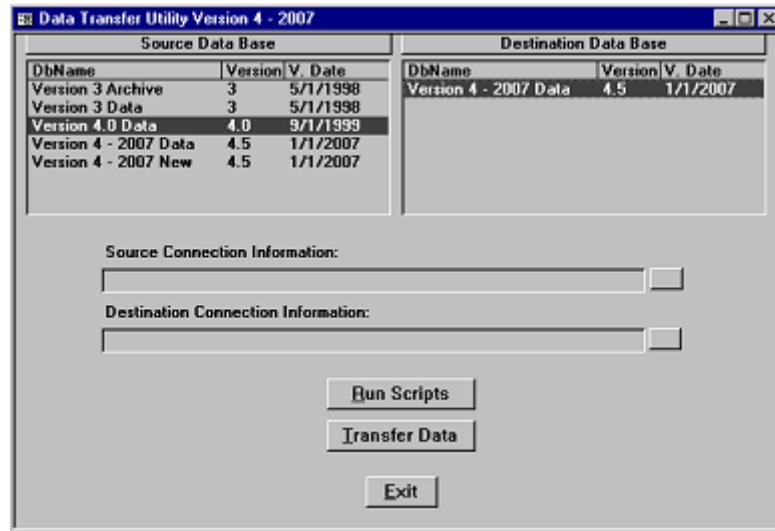 Data Transfer Utility Version 4 - 2007
Source Data Base
DbName Version V. Date
Version 3 Archive 3 5/1/1998
Version 3 Data 3 5/1/1998
Version 4.0 Data 4.0 9/1/1999
Version 4 - 2007 Data 4.5 1/1/2007
Version 4 - 2007 New 4.5 1/1/2007
Destination Data Base
DbName Version V. Date
Version 4 - 2007 Data 4.5 1/1/2007
Source Connection Information:
Destination Connection Information:
Run Scripts
Transfer Data
Exit